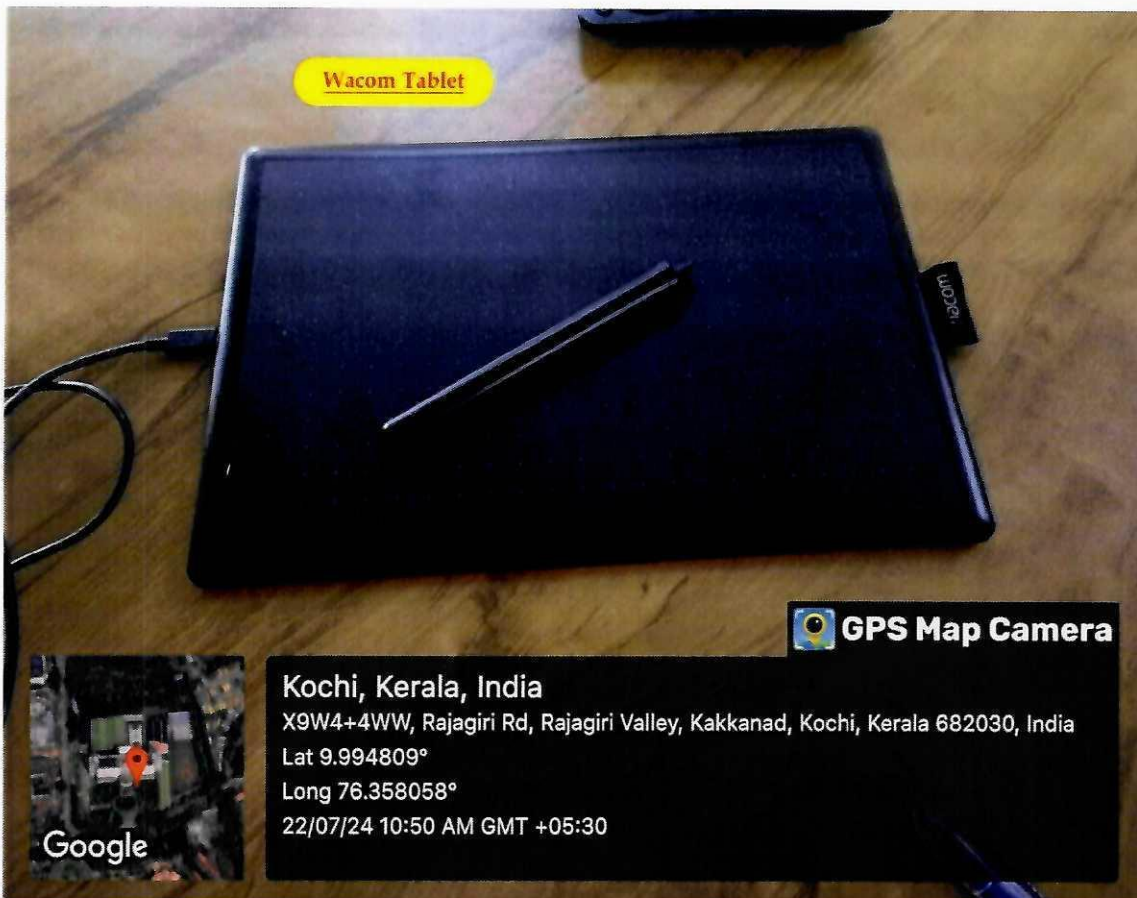 Wacom Tablet
wacom
GPS Map Camera
Kochi, Kerala, India
X9W4+4WW, Rajagiri Rd, Rajagiri Valley, Kakkanad, Kochi, Kerala 682030, India
Lat 9.994809°
Long 76.358058°
22/07/24 10:50 AM GMT +05:30
Google